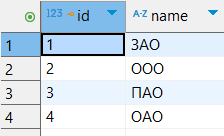 123 id A-Z name
1 1 ЗАО
2 2 ООО
3 3 ПАО
4 4 ОАО